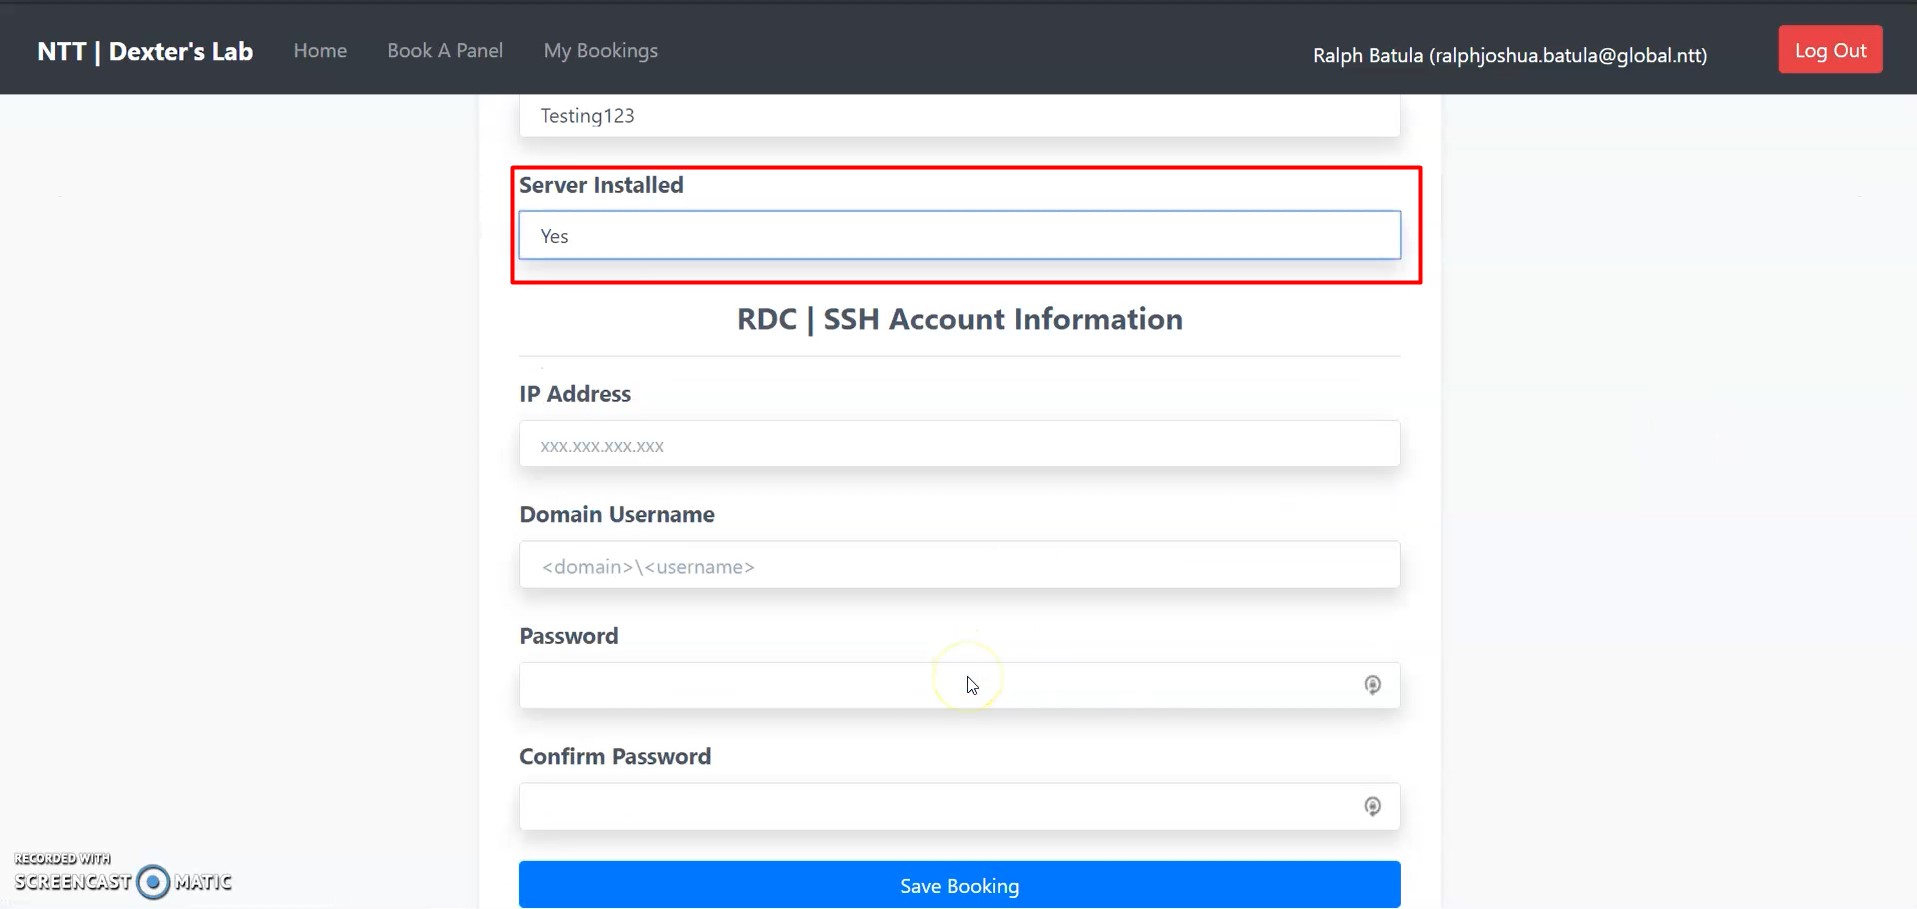 NTT | Dexter's Lab Home Book A Panel My Bookings Ralph Batula (ralphjoshua.batula@global.ntt) Log Out
Testing123
Server Installed
Yes
RDC | SSH Account Information
IP Address
xxx.xxx.xxx.xxx
Domain Username
<domain>\<username>
Password
Confirm Password
Save Booking
RECORDED WITH
SCREENCAST MATIC